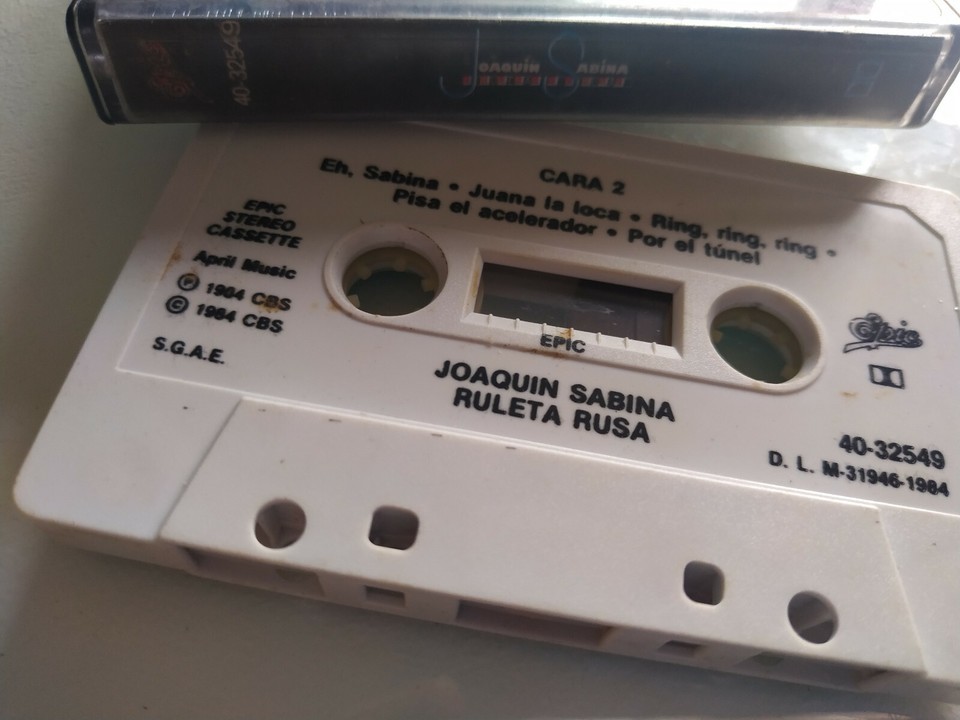 40-32549
JOAQUIN SABINA
CARA 2
Eh, Sabina • Juana la loca • Ring, ring, ring •
Pisa el acelerador • Por el túnel
EPIC
STEREO
CASSETTE
April Music
Ⓟ 1984 CBS
© 1984 CBS
S.G.A.E.
EPIC
Epic
JOAQUIN SABINA
RULETA RUSA
40-32549
D. L. M-31946-1984